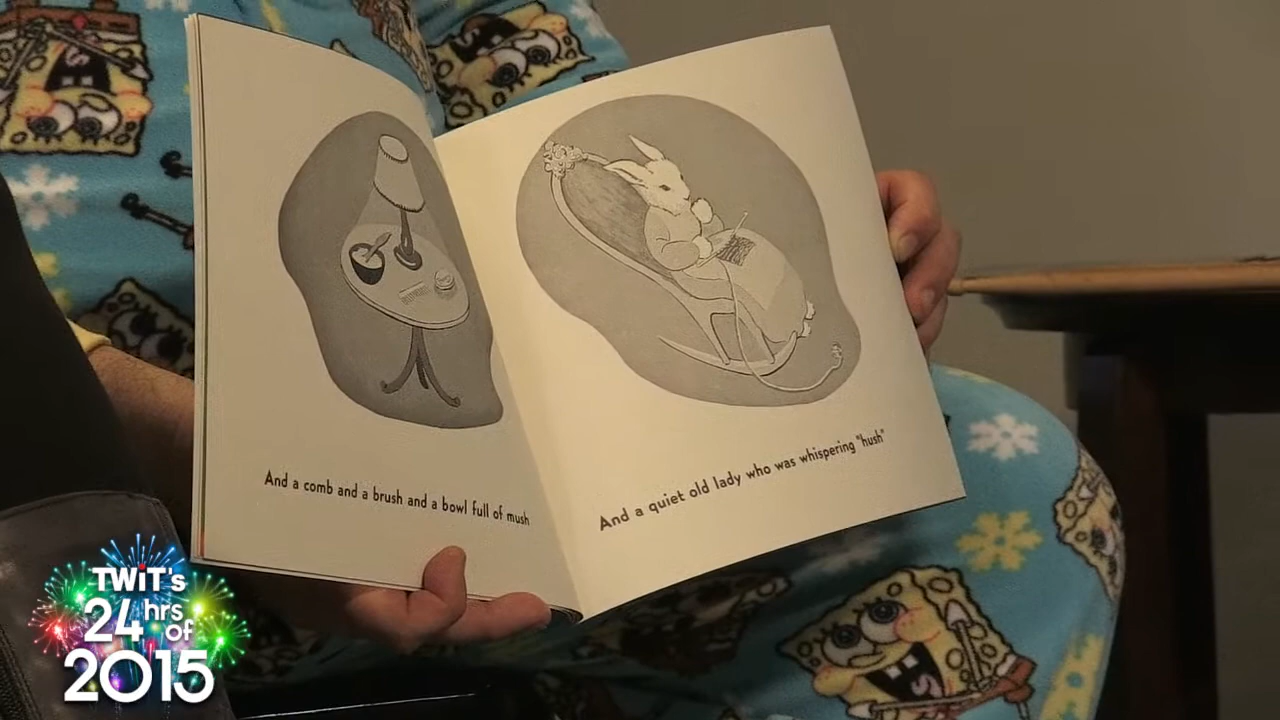 And a comb and a brush and a bowl full of mush
And a quiet old lady who was whispering "hush"
TWiT's
24 hrs
of
2015